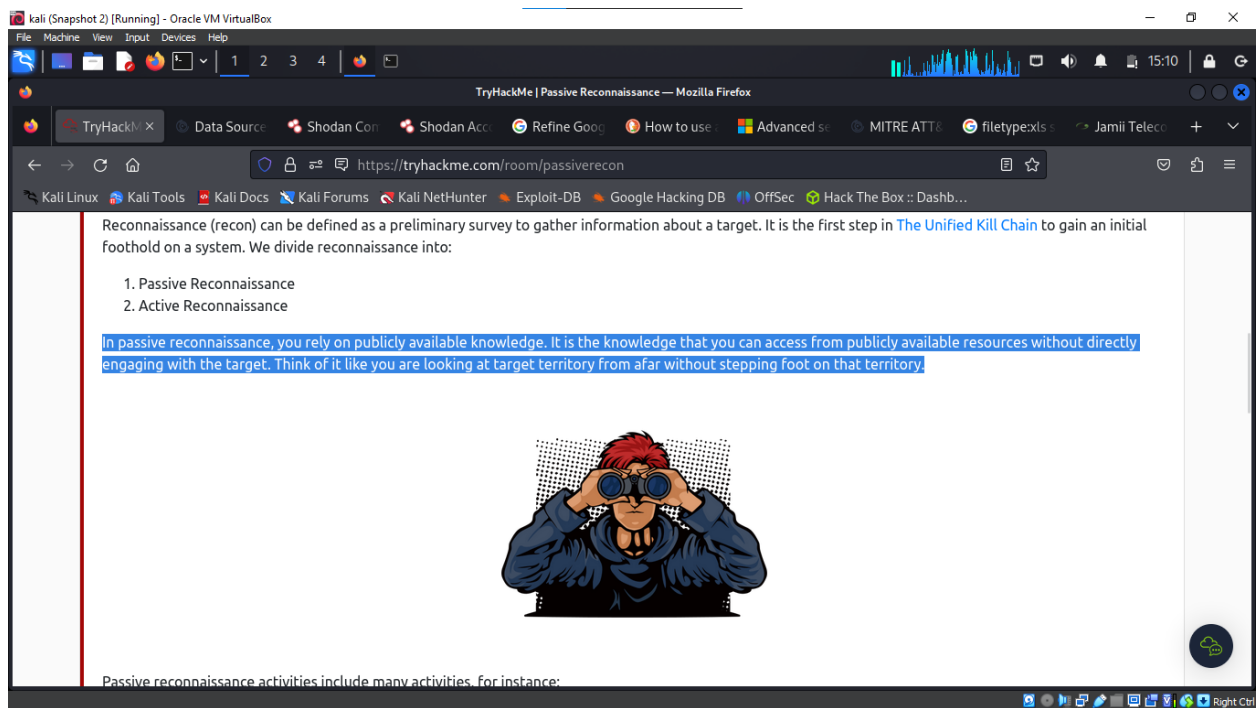 kali (Snapshot 2) [Running] - Oracle VM VirtualBox
File Machine View Input Devices Help
1 2 3 4 15:10
TryHackMe | Passive Reconnaissance — Mozilla Firefox
TryHackM Data Source Shodan Con Shodan Acc Refine Goog How to use Advanced se MITRE ATT& filetype:xls s Jamii Teleco
https://tryhackme.com/room/passiverecon
Kali Linux Kali Tools Kali Docs Kali Forums Kali NetHunter Exploit-DB Google Hacking DB OffSec Hack The Box :: Dashb...
Reconnaissance (recon) can be defined as a preliminary survey to gather information about a target. It is the first step in The Unified Kill Chain to gain an initial
foothold on a system. We divide reconnaissance into:
1. Passive Reconnaissance
2. Active Reconnaissance
In passive reconnaissance, you rely on publicly available knowledge. It is the knowledge that you can access from publicly available resources without directly
engaging with the target. Think of it like you are looking at target territory from afar without stepping foot on that territory.
Passive reconnaissance activities include many activities, for instance:
Right Ctrl